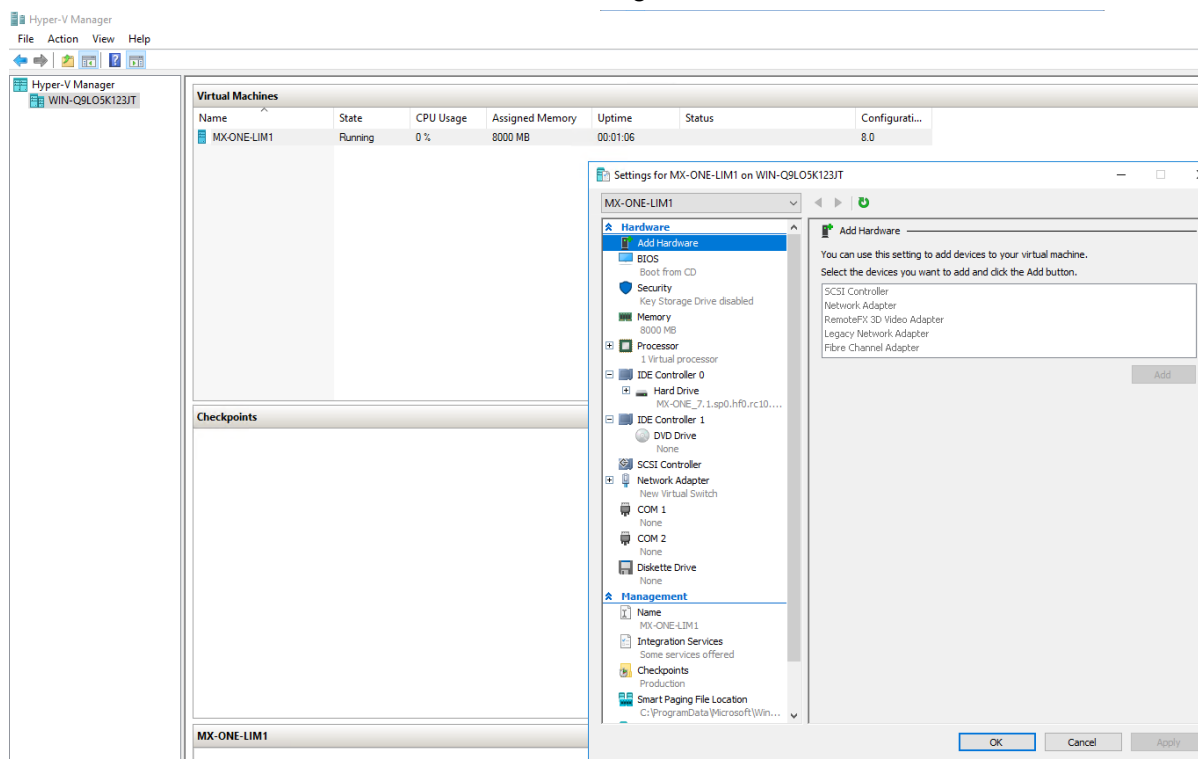 Hyper-V Manager
File Action View Help
Hyper-V Manager
WIN-Q9LO5K123JT
Virtual Machines
Name State CPU Usage Assigned Memory Uptime Status Configurati...
MX-ONE-LIM1 Running 0 % 8000 MB 00:01:06 8.0
Checkpoints
MX-ONE-LIM1
Settings for MX-ONE-LIM1 on WIN-Q9LO5K123JT
MX-ONE-LIM1
Hardware
Add Hardware
BIOS
Boot from CD
Security
Key Storage Drive disabled
Memory
8000 MB
Processor
1 Virtual processor
IDE Controller 0
Hard Drive
MX-ONE_7.1.sp0.hf0.rc10....
IDE Controller 1
DVD Drive
None
SCSI Controller
Network Adapter
New Virtual Switch
COM 1
None
COM 2
None
Diskette Drive
None
Management
Name
MX-ONE-LIM1
Integration Services
Some services offered
Checkpoints
Production
Smart Paging File Location
C:\ProgramData\Microsoft\Win...
Add Hardware
You can use this setting to add devices to your virtual machine.
Select the devices you want to add and click the Add button.
SCSI Controller
Network Adapter
RemoteFX 3D Video Adapter
Legacy Network Adapter
Fibre Channel Adapter
Add
OK Cancel Apply